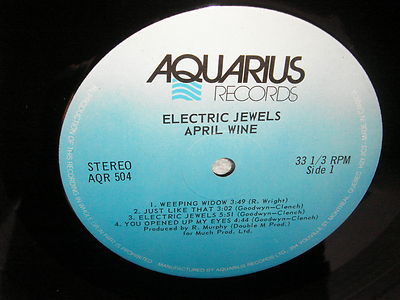 AQUARIUS
RECORDS
ELECTRIC JEWELS
APRIL WINE
STEREO
AQR 504
33 1/3 RPM
Side 1
1. WEEPING WIDOW 3:49 (R. Wright)
2. JUST LIKE THAT 3:02 (Goodwyn-Clench)
3. ELECTRIC JEWELS 5:51 (Goodwyn-Clench)
4. YOU OPENED UP MY EYES 4:44 (Goodwyn-Clench)
Produced by R. Murphy (Double M Prod.)
for Much Prod. Ltd.
MANUFACTURED BY AQUARIUS RECORDS LTD.